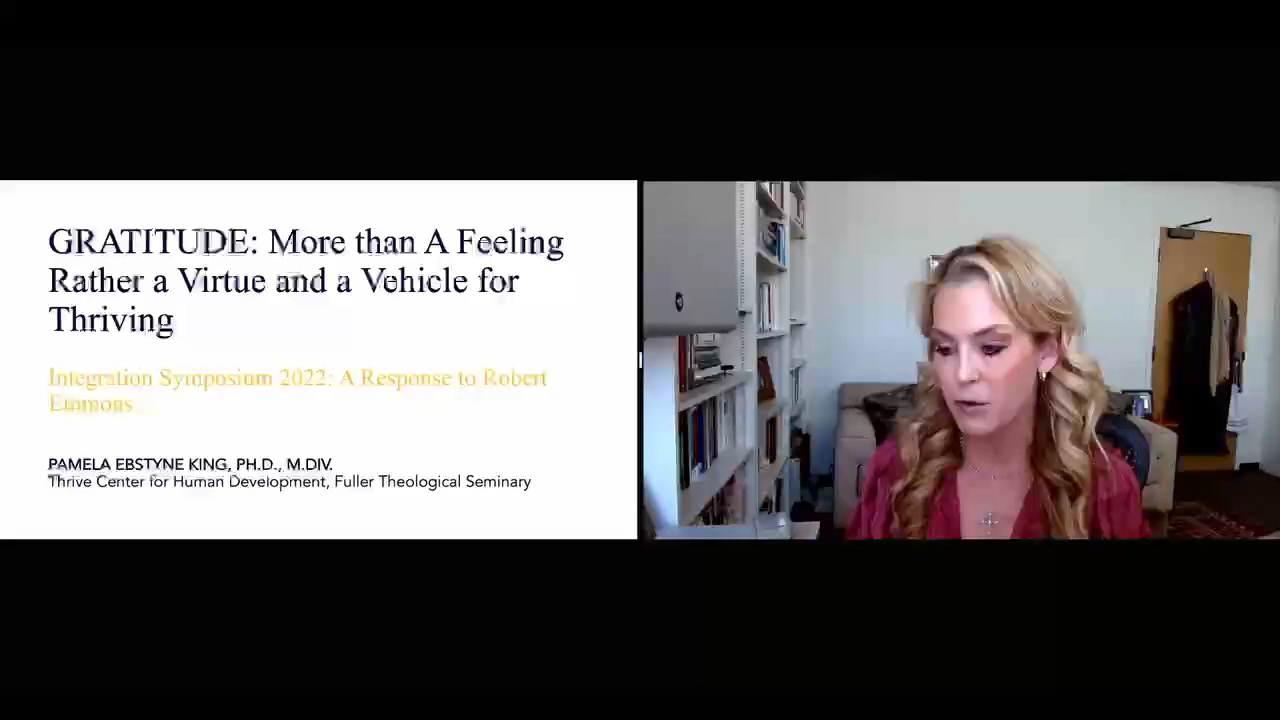 GRATITUDE: More than A Feeling
Rather a Virtue and a Vehicle for
Thriving
Integration Symposium 2022: A Response to Robert
Emmons
PAMELA EBSTYNE KING, PH.D., M.DIV.
Thrive Center for Human Development, Fuller Theological Seminary